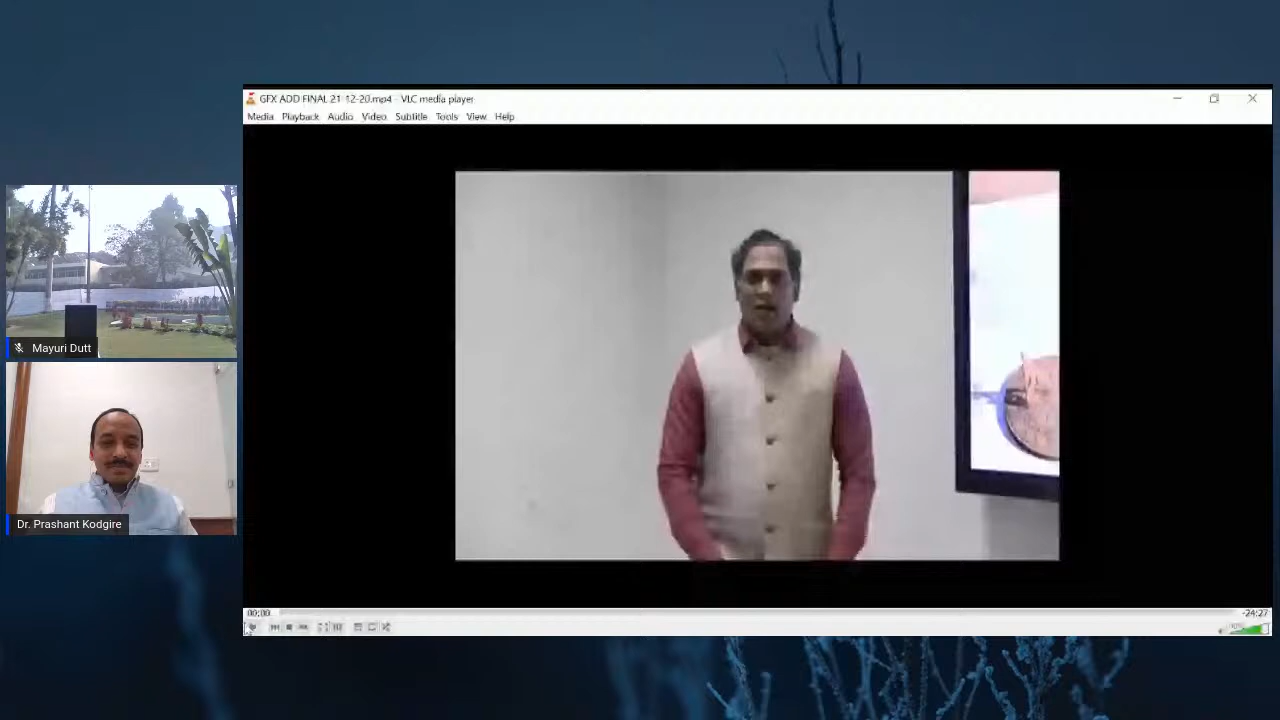 GFX ADD FINAL 21-12-20.mp4 - VLC media player
Media Playback Audio Video Subtitle Tools View Help
Mayuri Dutt
Dr. Prashant Kodgire
00:00
-24:27